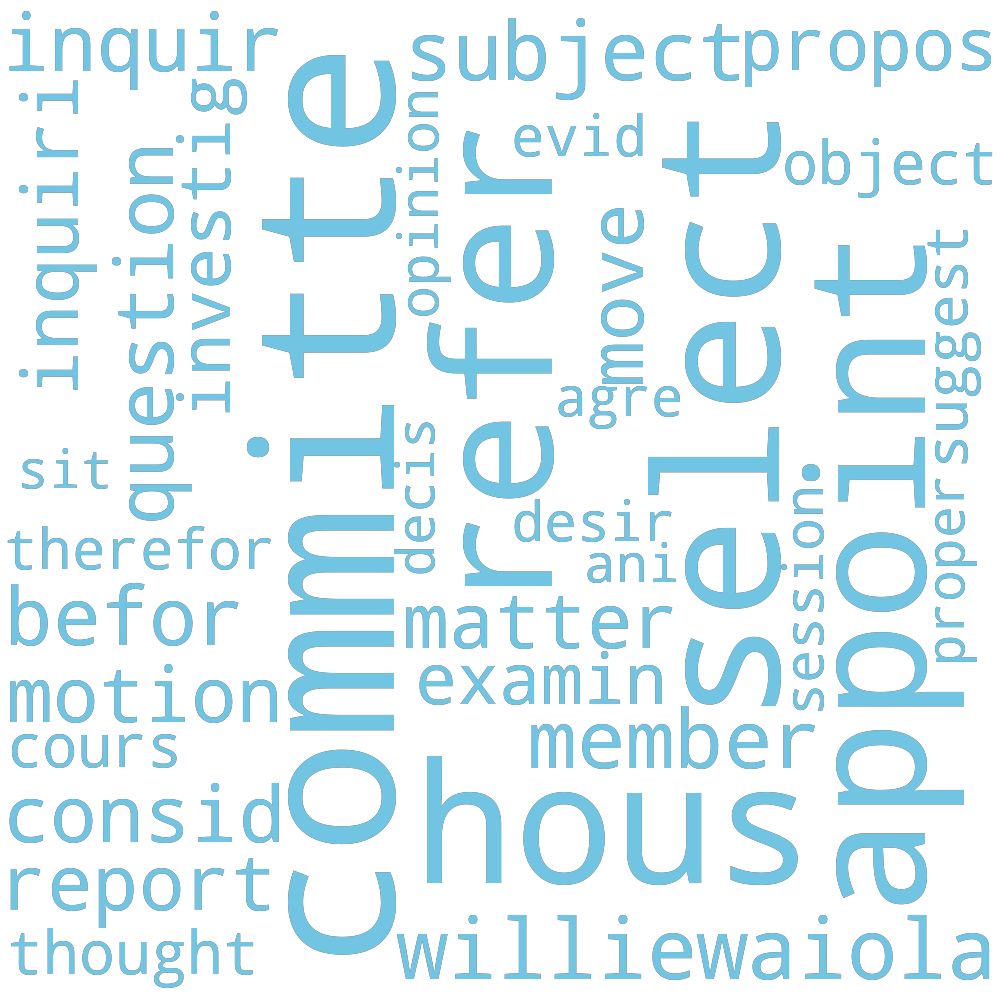 inquir
subject
propos
inquiri
investig
question
committe
opinion
refer
evid
move
select
object
appoint
suggest
agre
sit
decis
desir
ani
session
proper
therefor
befor
matter
motion
examin
cours
member
consid
hous
report
thought
williewaiola